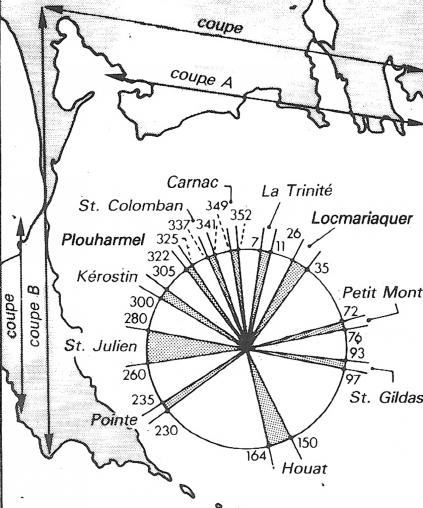 coupe
coupe A
Carnac
La Trinité
St. Colomban
349
352
Locmariaquer
337
341
7
11
26
Plouharmel
325
35
322
305
Kérostin
Petit Mont
300
72
280
76
St. Julien
93
260
97
St. Gildas
235
Pointe
230
150
164
Houat
coupe
coupe B